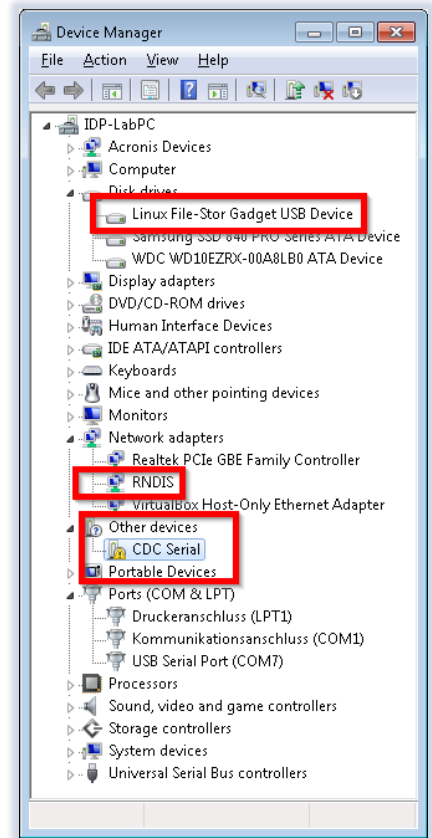 Device Manager
File Action View Help
IDP-LabPC
Acronis Devices
Computer
Disk drives
Linux File-Stor Gadget USB Device
Samsung SSD 840 PRO Series ATA Device
WDC WD10EZRX-00A8LB0 ATA Device
Display adapters
DVD/CD-ROM drives
Human Interface Devices
IDE ATA/ATAPI controllers
Keyboards
Mice and other pointing devices
Monitors
Network adapters
Realtek PCIe GBE Family Controller
RNDIS
VirtualBox Host-Only Ethernet Adapter
Other devices
CDC Serial
Portable Devices
Ports (COM & LPT)
Druckeranschluss (LPT1)
Kommunikationsanschluss (COM1)
USB Serial Port (COM7)
Processors
Sound, video and game controllers
Storage controllers
System devices
Universal Serial Bus controllers